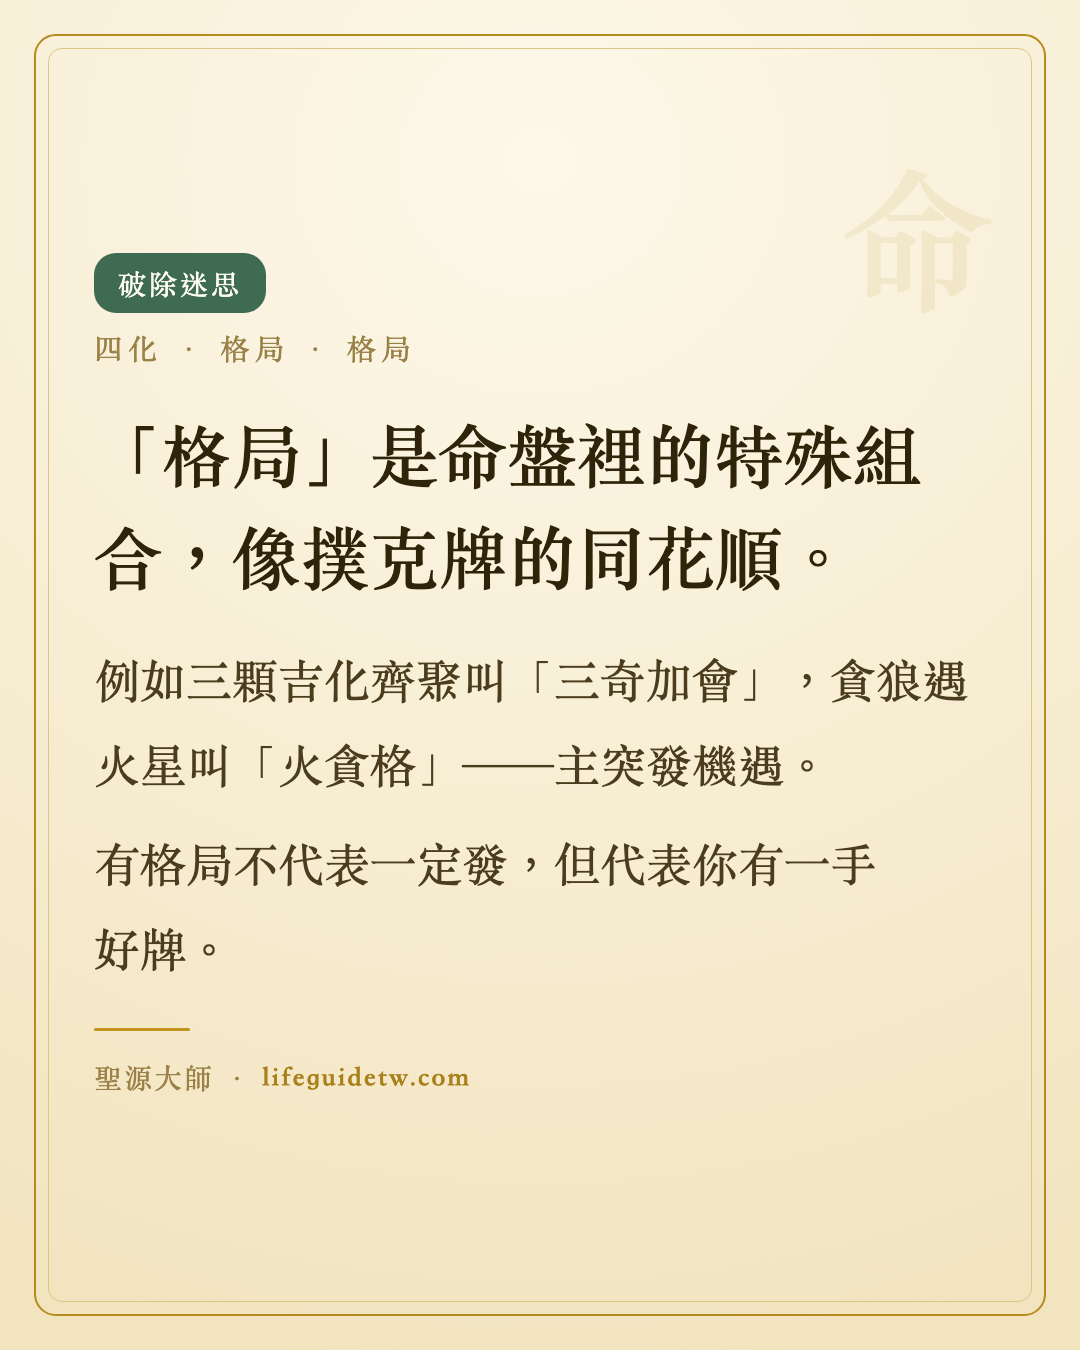 命
破除迷思
四化 · 格局 · 格局
「格局」是命盤裡的特殊組
合，像撲克牌的同花順。
例如三顆吉化齊聚叫「三奇加會」，貪狼遇
火星叫「火貪格」——主突發機遇。
有格局不代表一定發，但代表你有一手
好牌。
聖源大師 · lifeguidetw.com